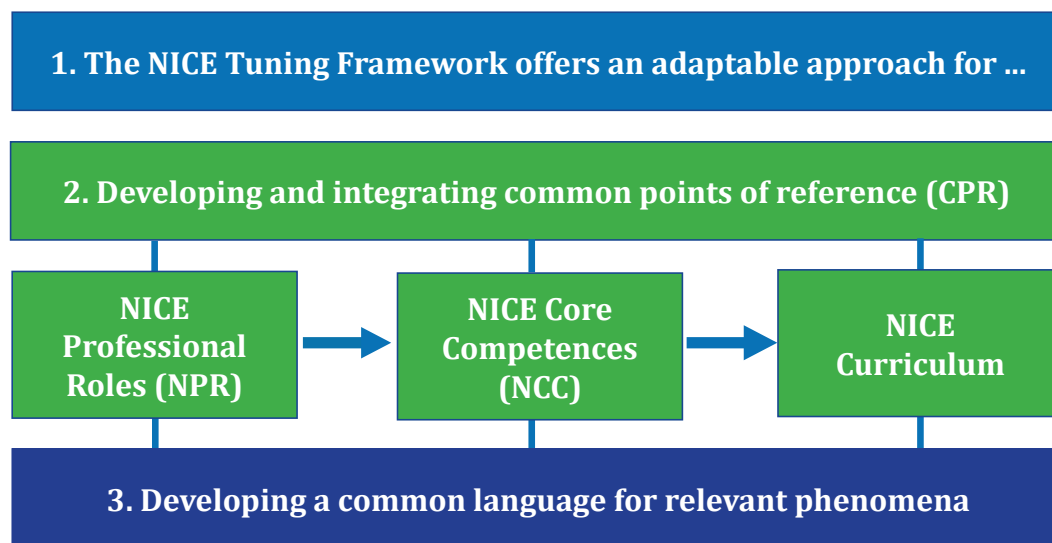 1. The NICE Tuning Framework offers an adaptable approach for ...
2. Developing and integrating common points of reference (CPR)
NICE
Professional
Roles (NPR)
NICE Core
Competences
(NCC)
NICE
Curriculum
3. Developing a common language for relevant phenomena